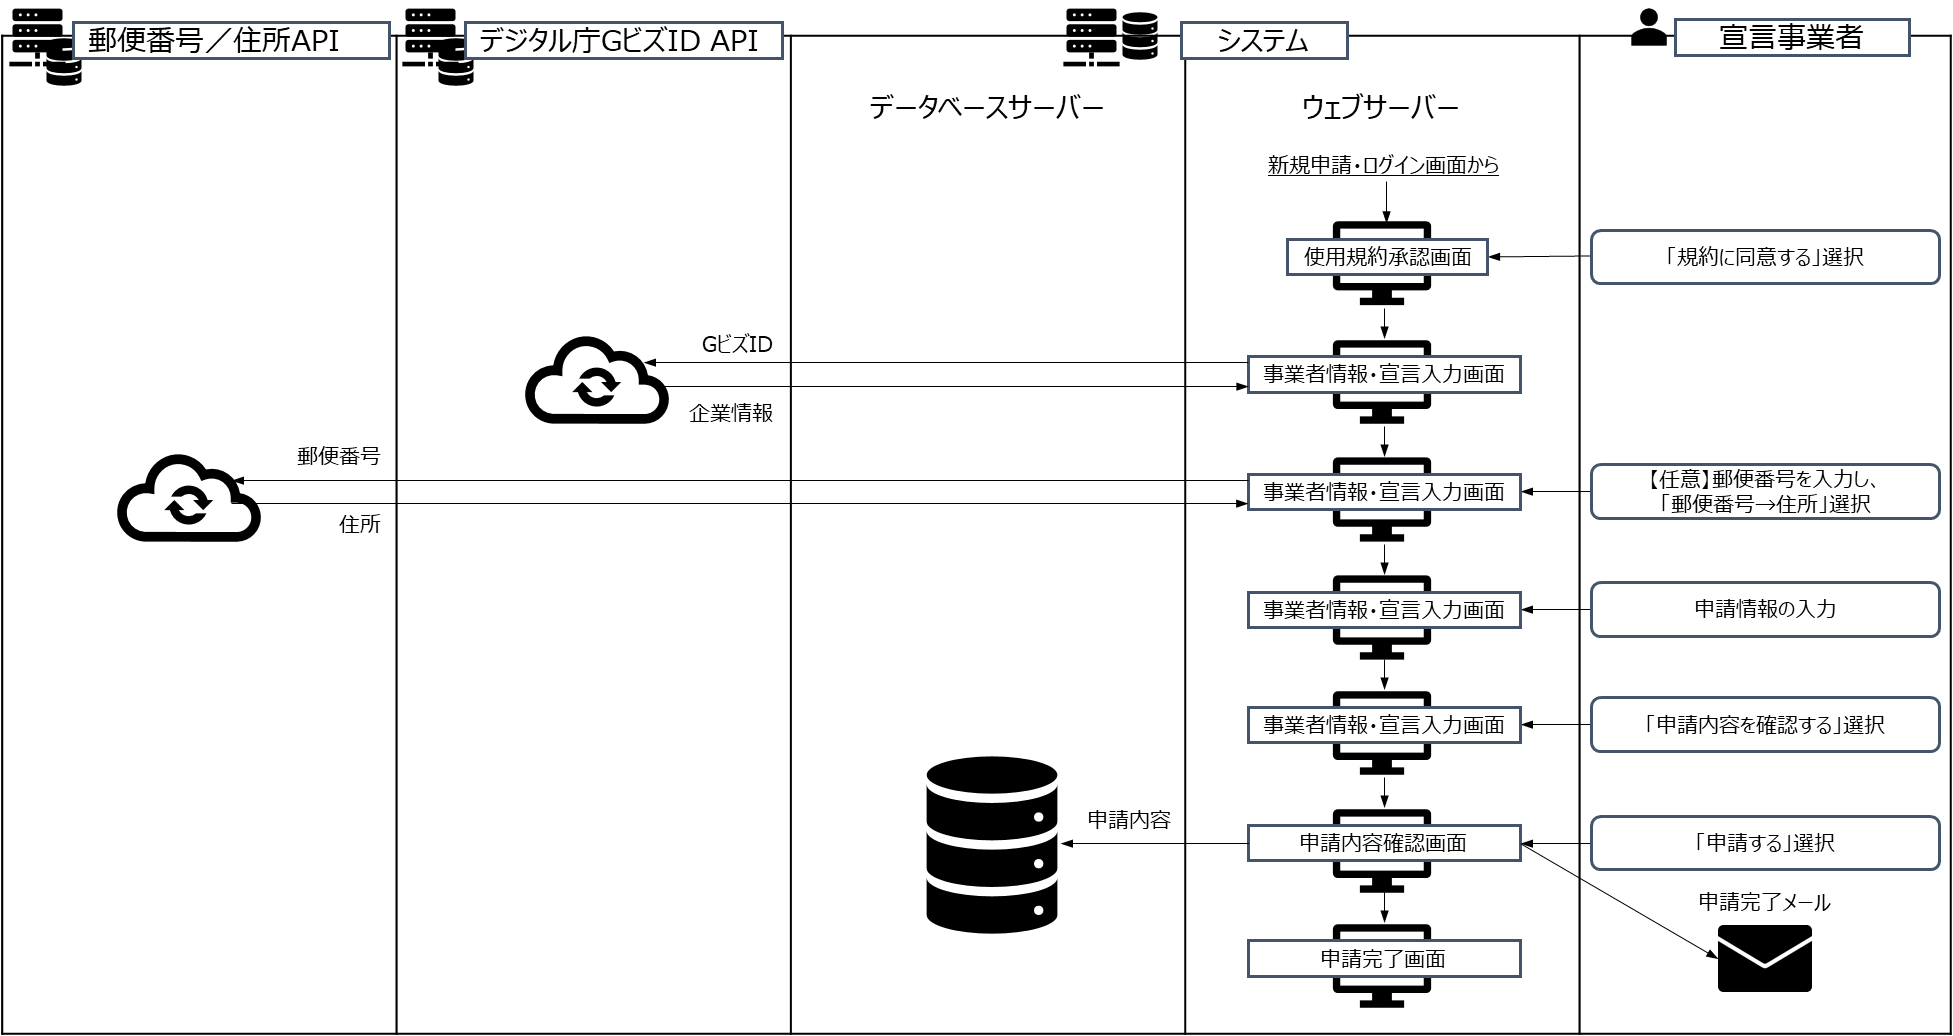 郵便番号／住所API
デジタル庁GビズID API
システム
宣言事業者
データベースサーバー
ウェブサーバー
新規申請・ログイン画面から
使用規約承認画面
「規約に同意する」選択
GビズID
事業者情報・宣言入力画面
企業情報
郵便番号
事業者情報・宣言入力画面
【任意】郵便番号を入力し、
「郵便番号→住所」選択
住所
事業者情報・宣言入力画面
申請情報の入力
事業者情報・宣言入力画面
「申請内容を確認する」選択
申請内容
申請内容確認画面
「申請する」選択
申請完了メール
申請完了画面